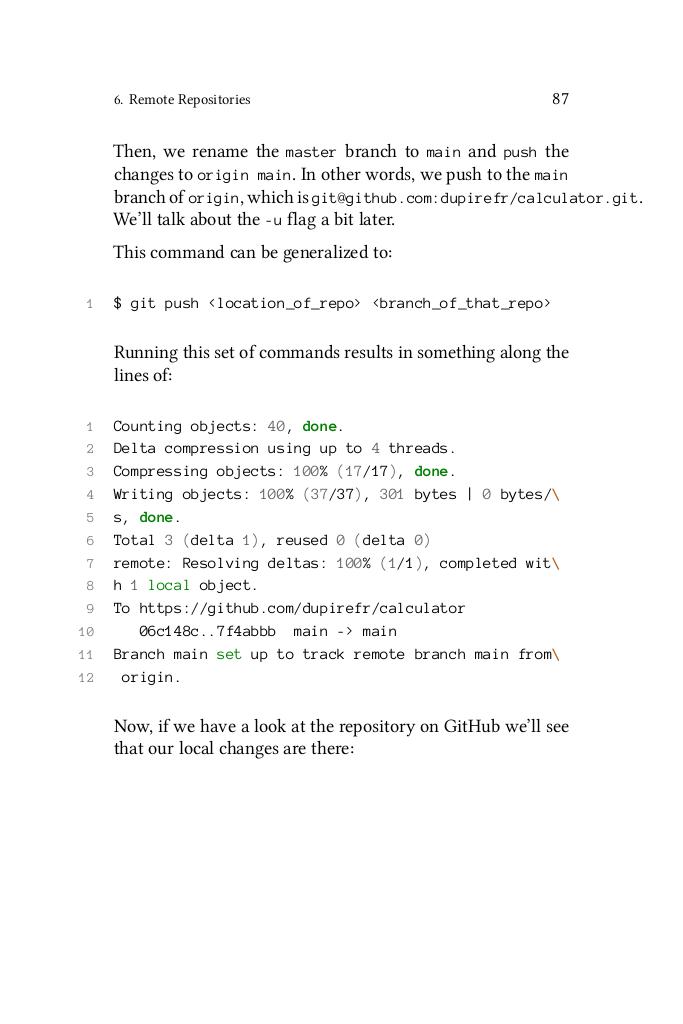 6. Remote Repositories 87
Then, we rename the master branch to main and push the
changes to origin main. In other words, we push to the main
branch of origin, which is git@github.com:dupirefr/calculator.git.
We'll talk about the -u flag a bit later.
This command can be generalized to:
1 $ git push <location_of_repo> <branch_of_that_repo>
Running this set of commands results in something along the
lines of:
1 Counting objects: 40, done.
2 Delta compression using up to 4 threads.
3 Compressing objects: 100% (17/17), done.
4 Writing objects: 100% (37/37), 301 bytes | 0 bytes/\
5 s, done.
6 Total 3 (delta 1), reused 0 (delta 0)
7 remote: Resolving deltas: 100% (1/1), completed wit\
8 h 1 local object.
9 To https://github.com/dupirefr/calculator
10 06c148c..7f4abbb  main -> main
11 Branch main set up to track remote branch main from\
12 origin.
Now, if we have a look at the repository on GitHub we'll see
that our local changes are there: